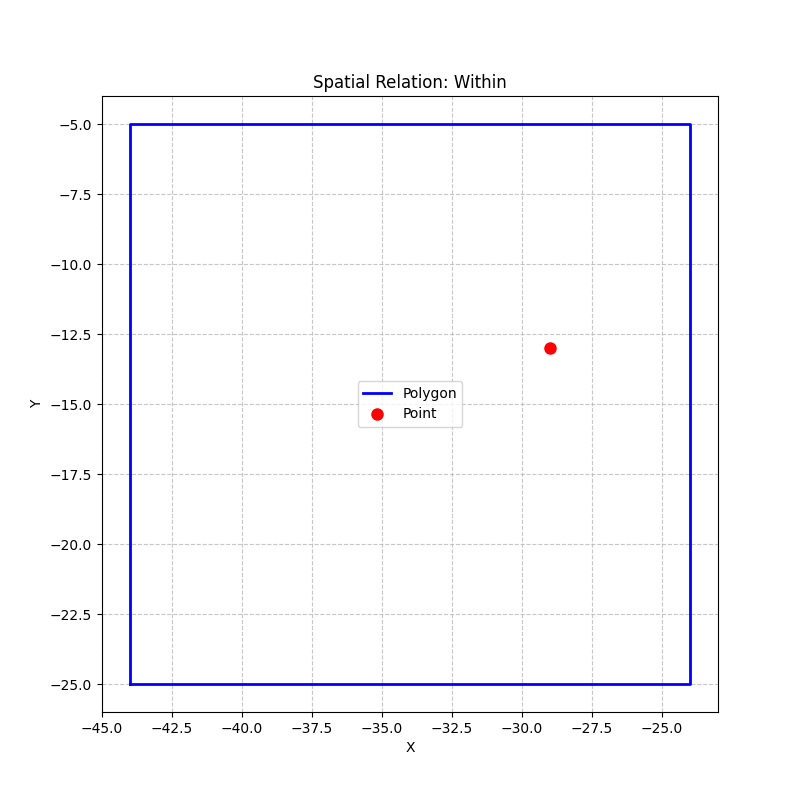 Spatial Relation: Within
−5.0
−7.5
−10.0
−12.5
−15.0
−17.5
−20.0
−22.5
−25.0
Y
Polygon
Point
−45.0 −42.5 −40.0 −37.5 −35.0 −32.5 −30.0 −27.5 −25.0
X